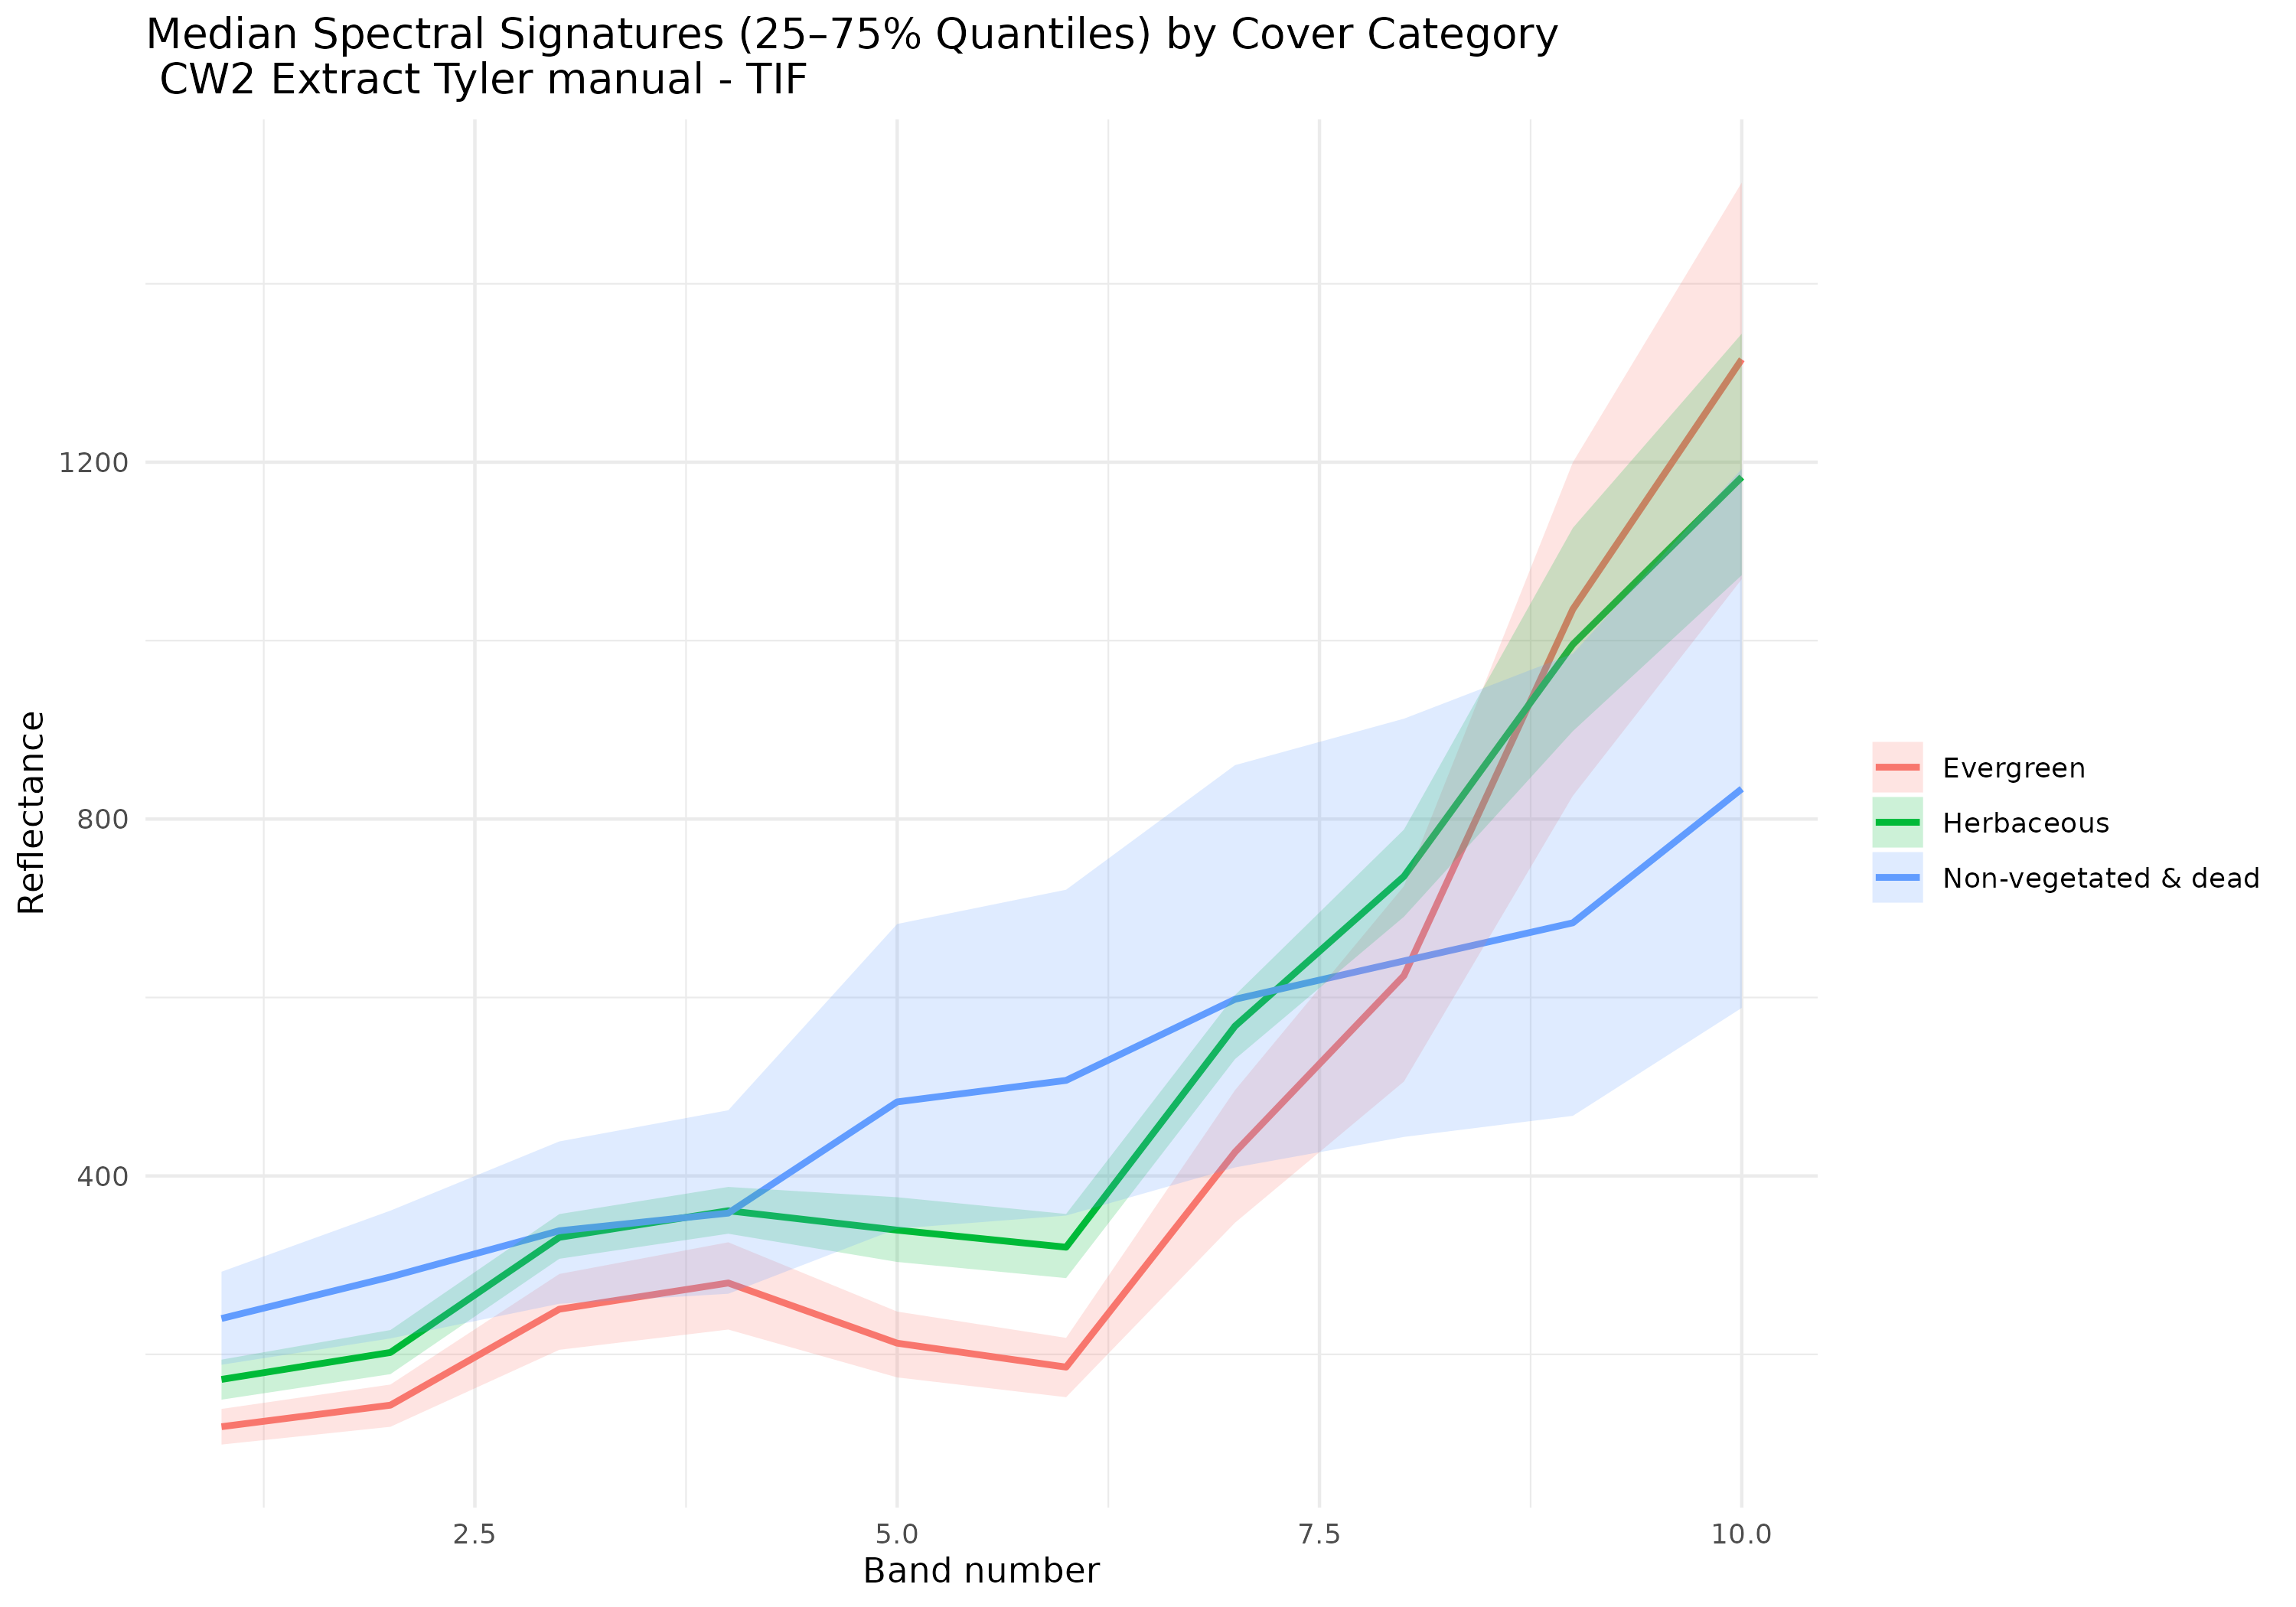 Median Spectral Signatures (25–75% Quantiles) by Cover Category
CW2 Extract Tyler manual - TIF
Reflectance
1200
800
400
2.5
5.0
7.5
10.0
Band number
Evergreen
Herbaceous
Non-vegetated & dead